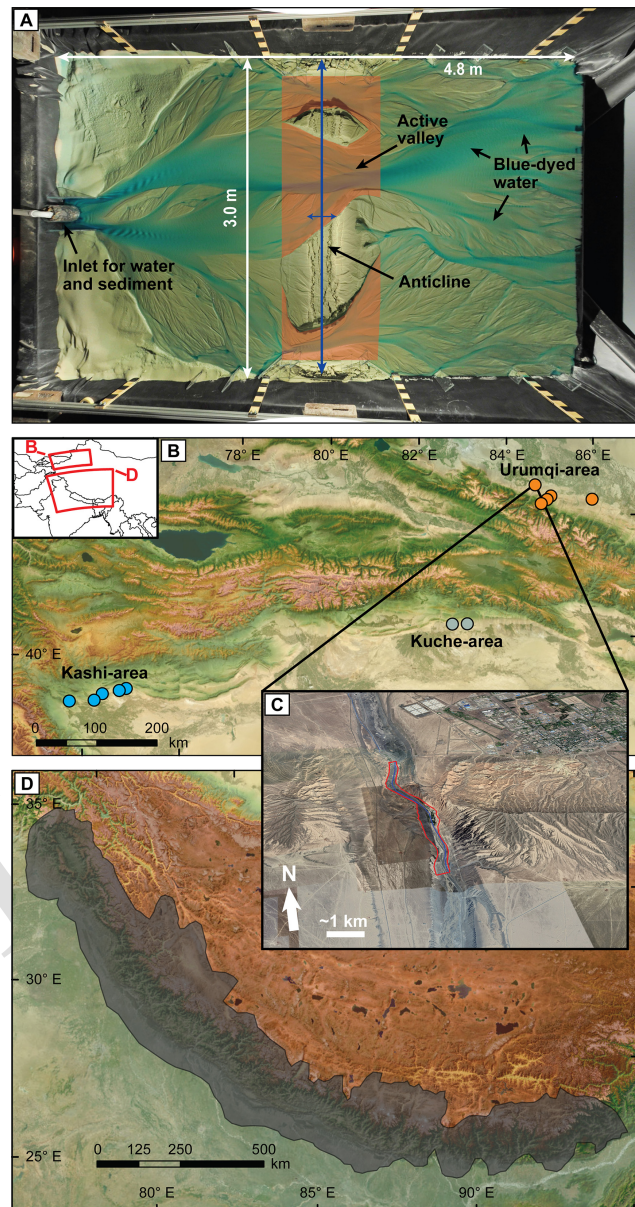 A
4.8 m
Active
valley
Blue-dyed
water
3.0 m
Inlet for water
and sediment
Anticline
B
D
B
78° E
80° E
82° E
84° E
86° E
Urumqi-area
Kuche-area
40° E
Kashi-area
0 100 200
km
C
N
~1 km
D
35° E
30° E
25° E
0 125 250 500
km
80° E
85° E
90° E